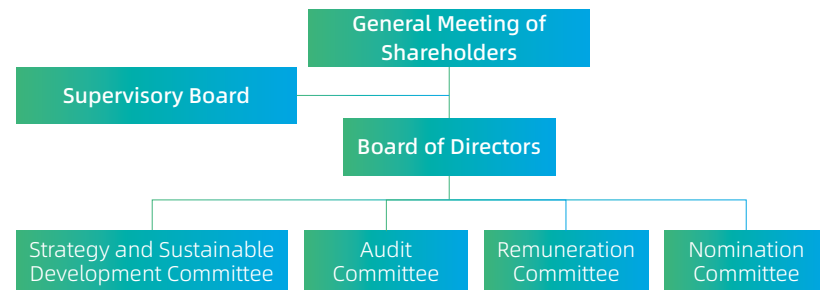 General Meeting of
Shareholders
Supervisory Board
Board of Directors
Strategy and Sustainable
Development Committee
Audit
Committee
Remuneration
Committee
Nomination
Committee